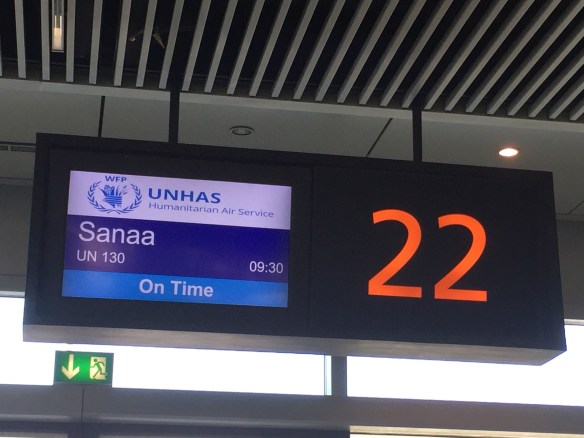 WFP
UNHAS
Humanitarian Air Service
Sanaa
UN 130
09:30
On Time
22